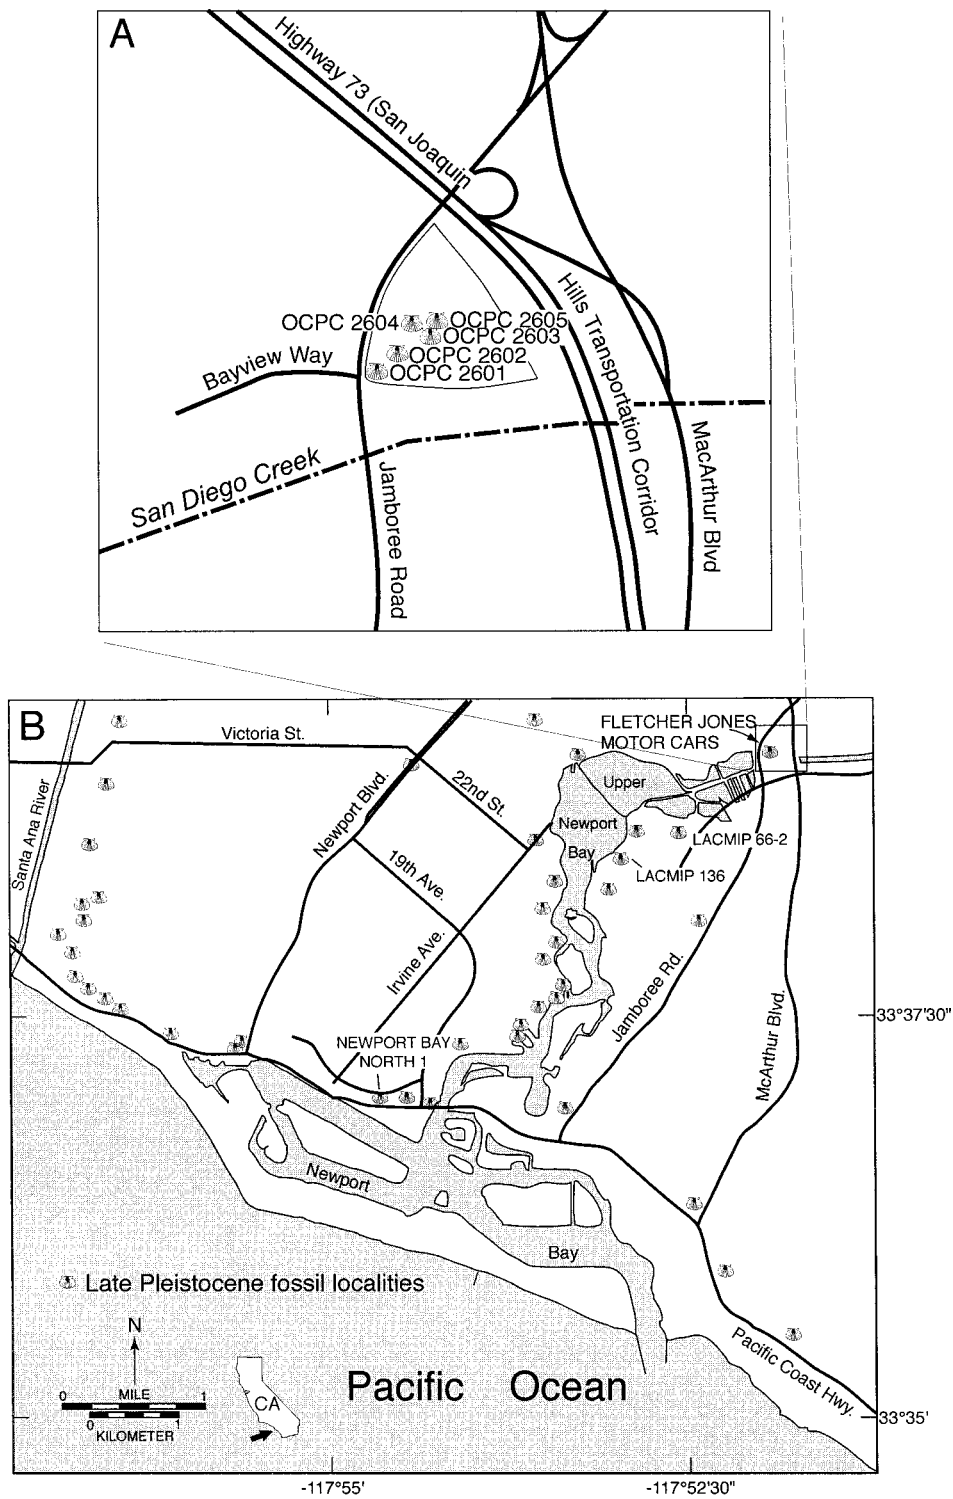 A
Highway 73 (San Joaquin
Hills Transportation Corridor
OCPC 2604
OCPC 2605
OCPC 2603
OCPC 2602
OCPC 2601
Bayview Way
San Diego Creek
Jamboree Road
MacArthur Blvd
B
Victoria St.
FLETCHER JONES
MOTOR CARS
Santa Ana River
Newport Blvd.
22nd St.
Upper
Newport
Bay
LACMIP 66-2
LACMIP 136
19th Ave.
Irvine Ave.
Jamboree Rd.
McArthur Blvd.
33°37'30"
NEWPORT BAY
NORTH 1
Newport
Bay
Late Pleistocene fossil localities
N
0 MILE 1
0 1
KILOMETER
CA
Pacific Ocean
Pacific Coast Hwy.
33°35'
-117°55'
-117°52'30"